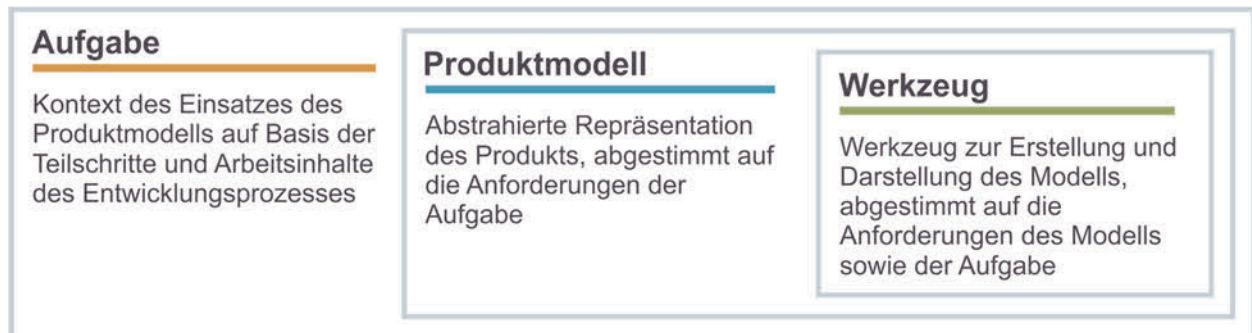 Aufgabe
Kontext des Einsatzes des
Produktmodells auf Basis der
Teilschritte und Arbeitsinhalte
des Entwicklungsprozesses
Produktmodell
Abstrahierte Repräsentation
des Produkts, abgestimmt auf
die Anforderungen der
Aufgabe
Werkzeug
Werkzeug zur Erstellung und
Darstellung des Modells,
abgestimmt auf die
Anforderungen des Modells
sowie der Aufgabe